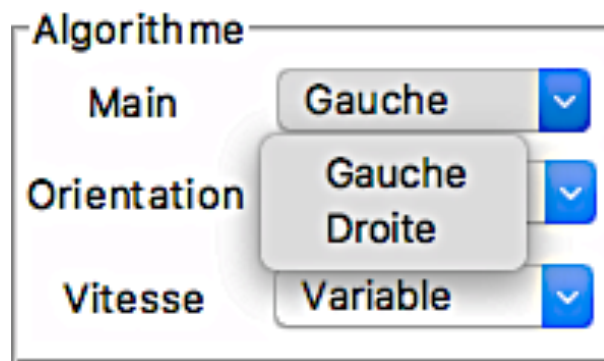 Algorithme
Main Gauche
Gauche
Orientation
Droite
Vitesse Variable